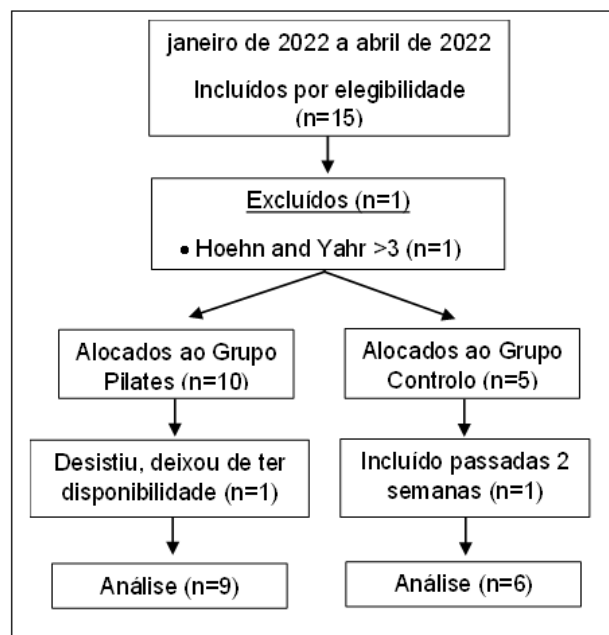 janeiro de 2022 a abril de 2022
Incluídos por elegibilidade
(n=15)
Excluídos (n=1)
• Hoehn and Yahr >3 (n=1)
Alocados ao Grupo
Pilates (n=10)
Alocados ao Grupo
Controlo (n=5)
Desistiu, deixou de ter
disponibilidade (n=1)
Incluído passadas 2
semanas (n=1)
Análise (n=9)
Análise (n=6)